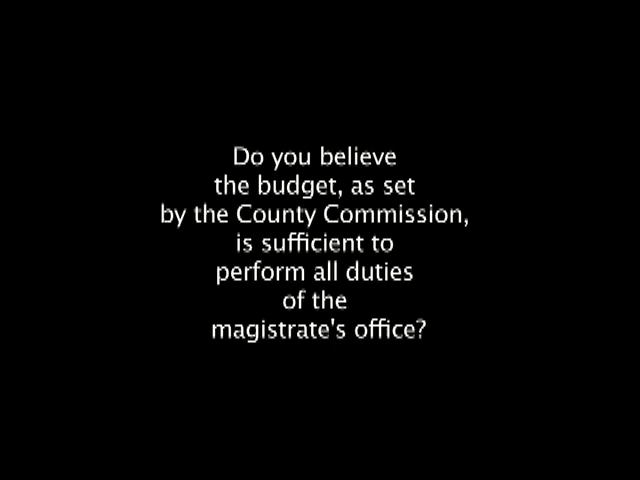 Do you believe
the budget, as set
by the County Commission,
is sufficient to
perform all duties
of the
magistrate's office?